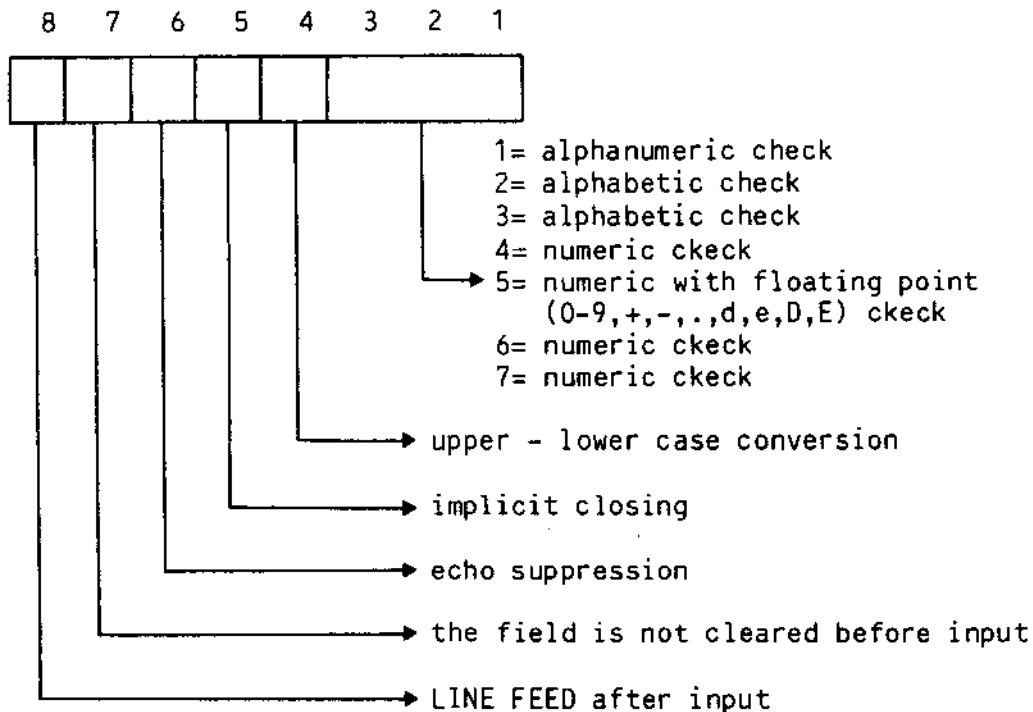 8 7 6 5 4 3 2 1
1= alphanumeric check
2= alphabetic check
3= alphabetic check
4= numeric ckeck
5= numeric with floating point
(0-9,+,-,.,d,e,D,E) ckeck
6= numeric ckeck
7= numeric ckeck
upper - lower case conversion
implicit closing
echo suppression
the field is not cleared before input
LINE FEED after input